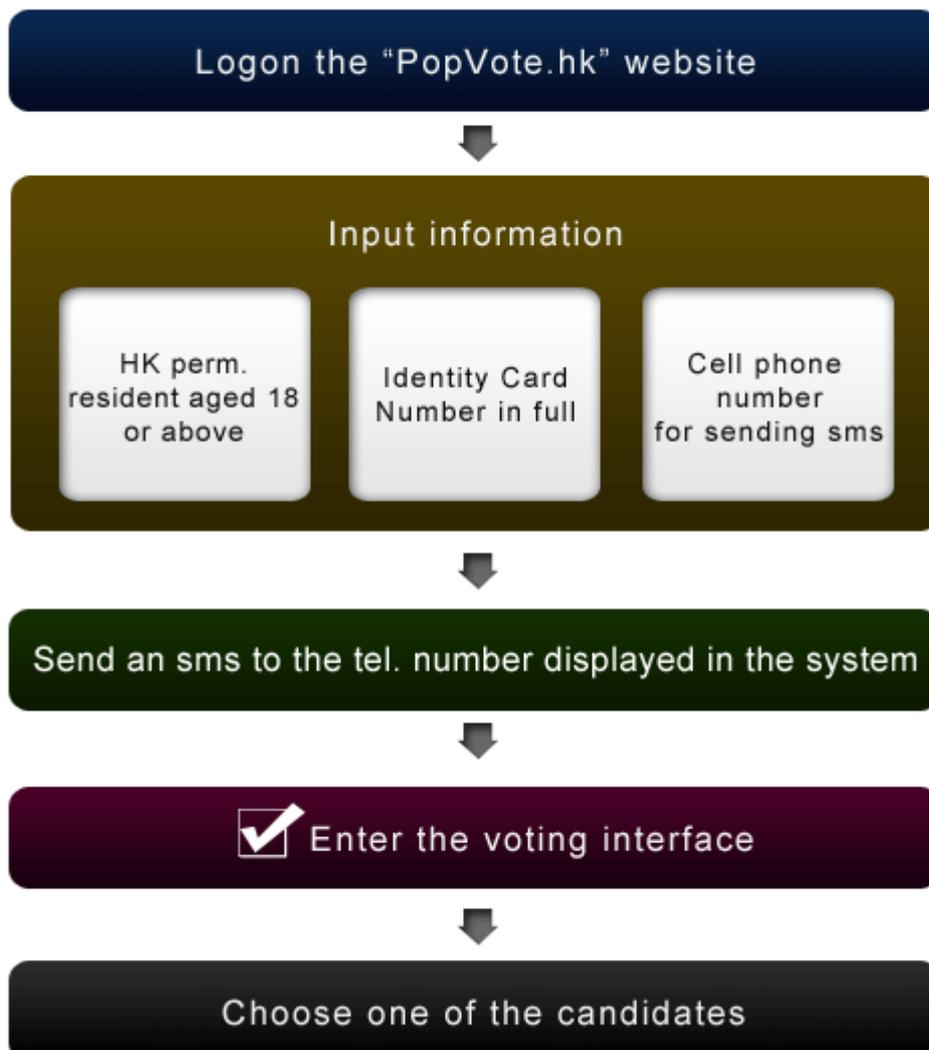 Logon the “PopVote.hk” website
Input information
HK perm.
resident aged 18
or above
Identity Card
Number in full
Cell phone
number
for sending sms
Send an sms to the tel. number displayed in the system
Enter the voting interface
Choose one of the candidates